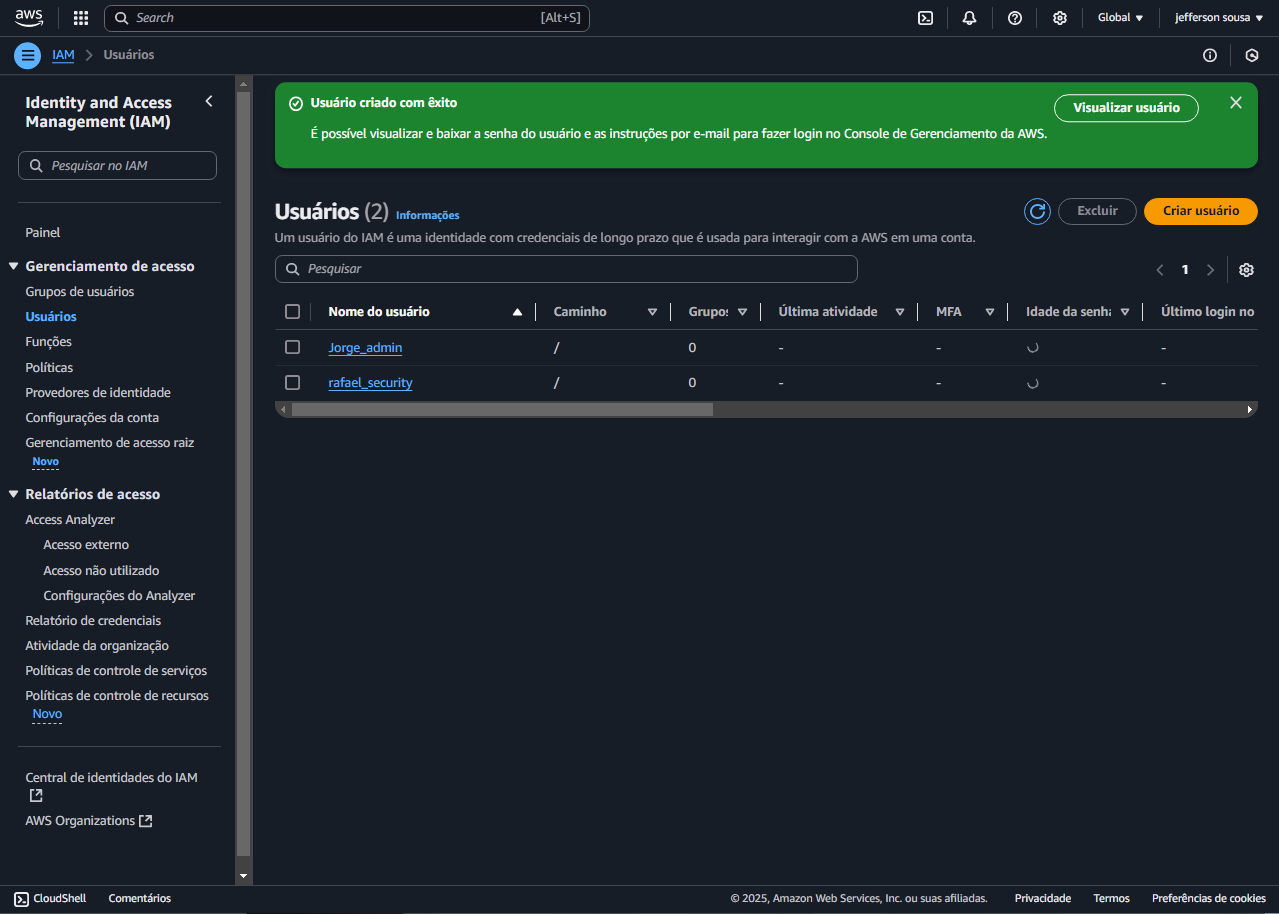 aws
Search [Alt+S]
Global
jefferson sousa
IAM
Usuários
Identity and Access
Management (IAM)
Pesquisar no IAM
Painel
Gerenciamento de acesso
Grupos de usuários
Usuários
Funções
Políticas
Provedores de identidade
Configurações da conta
Gerenciamento de acesso raiz
Novo
Relatórios de acesso
Access Analyzer
Acesso externo
Acesso não utilizado
Configurações do Analyzer
Relatório de credenciais
Atividade da organização
Políticas de controle de serviços
Políticas de controle de recursos
Novo
Central de identidades do IAM
AWS Organizations
Usuário criado com êxito
É possível visualizar e baixar a senha do usuário e as instruções por e-mail para fazer login no Console de Gerenciamento da AWS.
Visualizar usuário
Usuários (2) Informações
Excluir
Criar usuário
Um usuário do IAM é uma identidade com credenciais de longo prazo que é usada para interagir com a AWS em uma conta.
Pesquisar
1
Nome do usuário Caminho Grupos Última atividade MFA Idade da senha Último login no
Jorge_admin / 0 - - -
rafael_security / 0 - - -
CloudShell Comentários © 2025, Amazon Web Services, Inc. ou suas afiliadas. Privacidade Termos Preferências de cookies